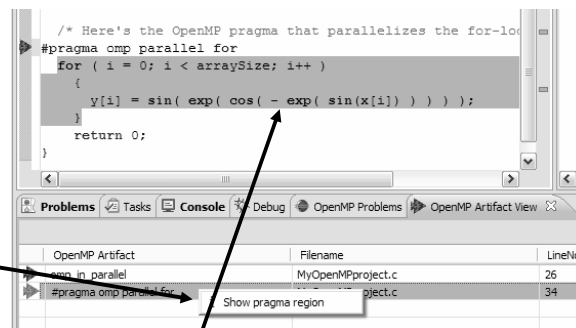 /* Here's the OpenMP pragma that parallelizes the for-loo
#pragma omp parallel for
for ( i = 0; i < arraySize; i++ )
{
y[i] = sin( exp( cos( - exp( sin(x[i]) ) ) ) );
}
return 0;
}
Problems Tasks Console Debug OpenMP Problems OpenMP Artifact View
OpenMP Artifact Filename LineNo
omp_in_parallel MyOpenMPproject.c 26
#pragma omp parallel for MyOpenMPproject.c 34
Show pragma region